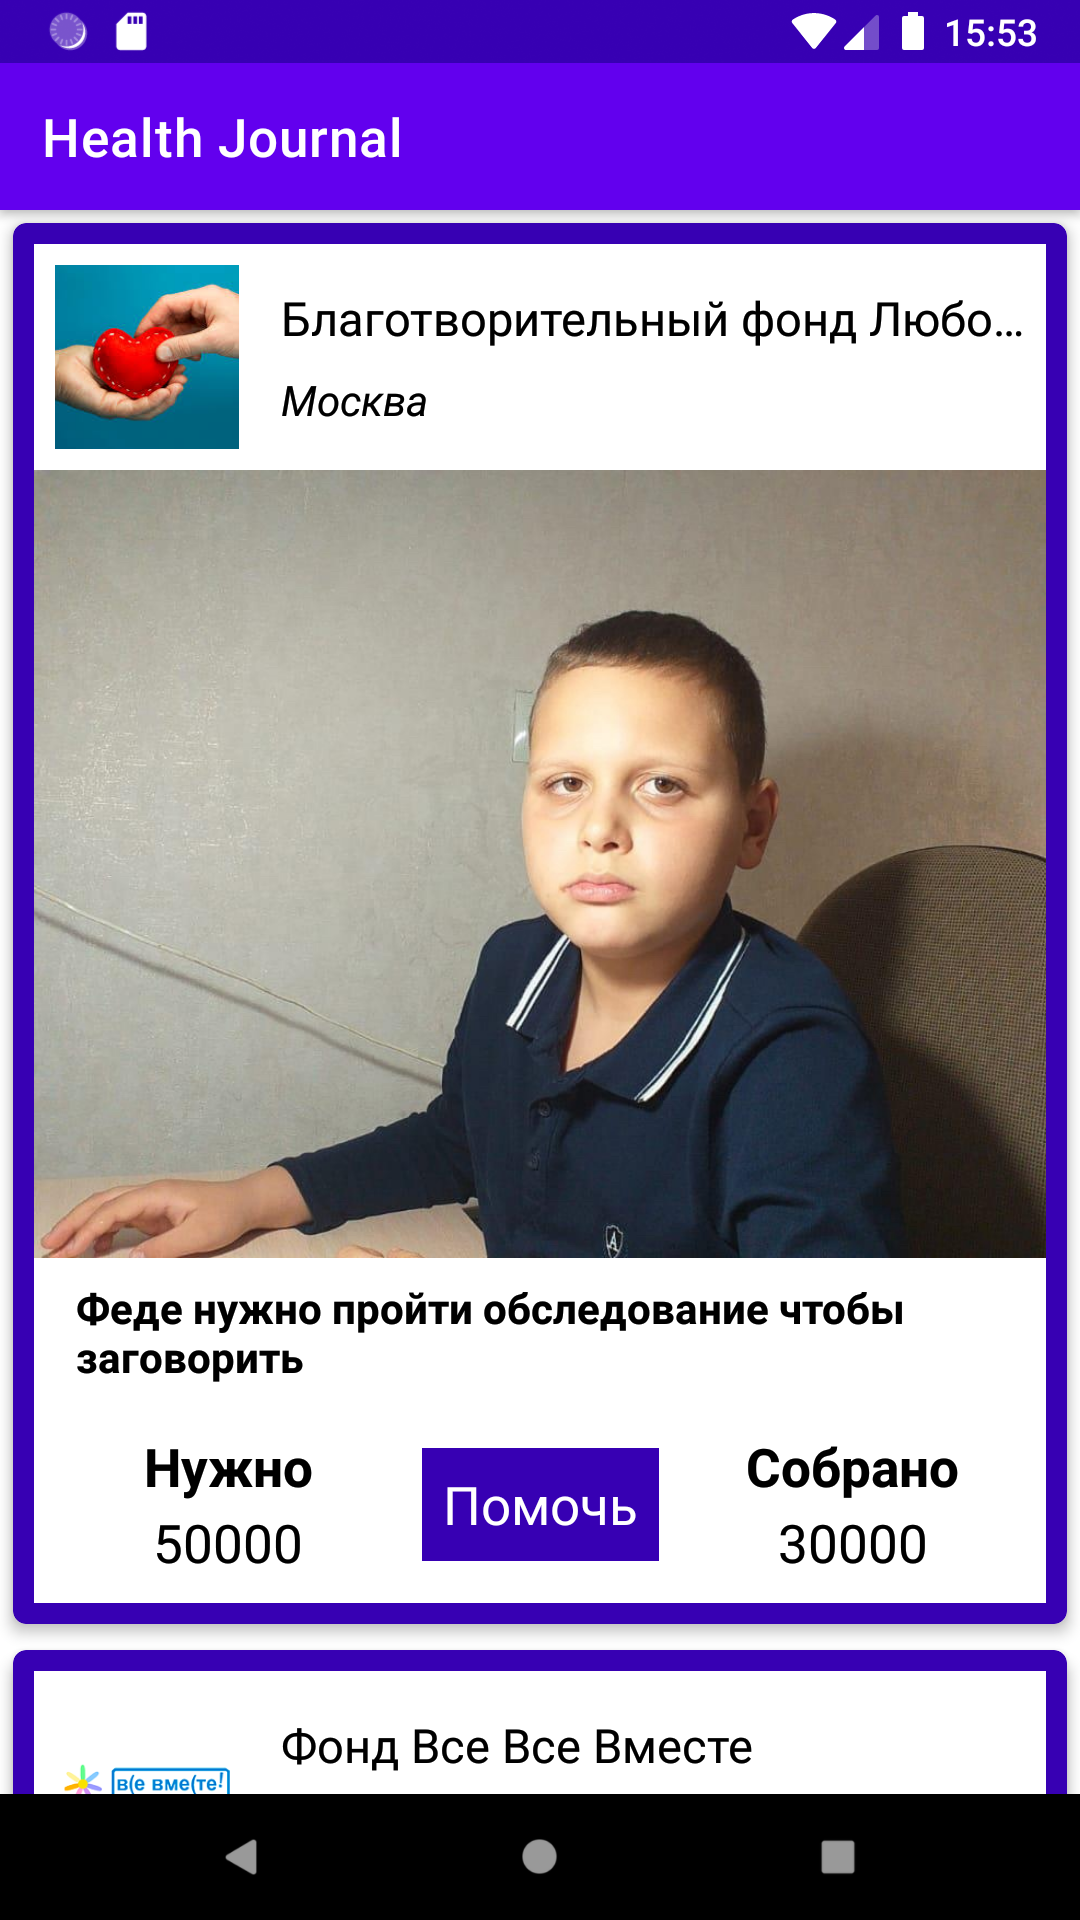 15:53
Health Journal
Благотворительный фонд Любо...
Москва
A
Феде нужно пройти обследование чтобы
заговорить
Нужно
50000
Помочь
Собрано
30000
Фонд Все Все Вместе
в(е вме(те!